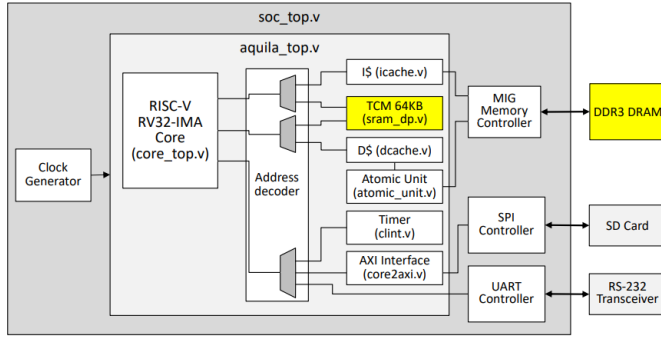 soc_top.v
aquila_top.v
RISC-V
RV32-IMA
Core
(core_top.v)
Clock
Generator
Address
decoder
I$ (icache.v)
TCM 64KB
(sram_dp.v)
D$ (dcache.v)
Atomic Unit
(atomic_unit.v)
Timer
(clint.v)
AXI Interface
(core2axi.v)
MIG
Memory
Controller
SPI
Controller
UART
Controller
DDR3 DRAM
SD Card
RS-232
Transceiver